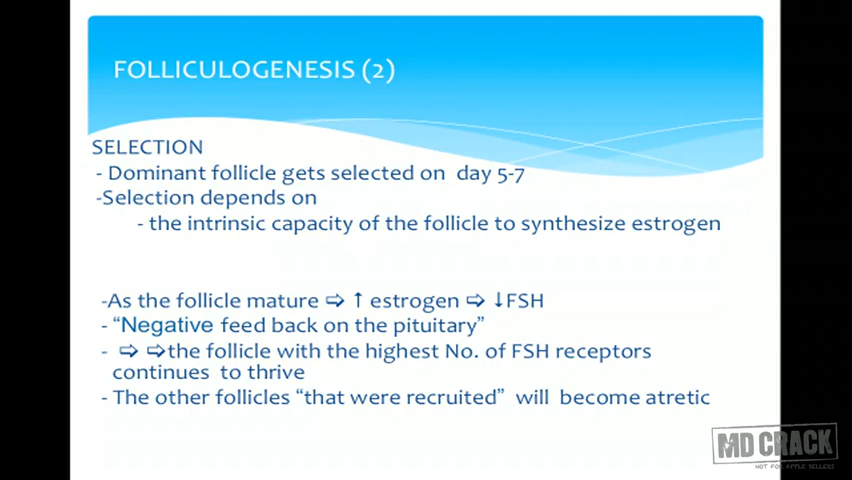 FOLLICULOGENESIS (2)
SELECTION
- Dominant follicle gets selected on day 5-7
-Selection depends on
- the intrinsic capacity of the follicle to synthesize estrogen
-As the follicle mature ⇨ ↑ estrogen ⇨ ↓FSH
- “Negative feed back on the pituitary”
- ⇨ ⇨the follicle with the highest No. of FSH receptors
continues to thrive
- The other follicles “that were recruited” will become atretic
MD CRACK
NOT FOR APPLE SELLERS